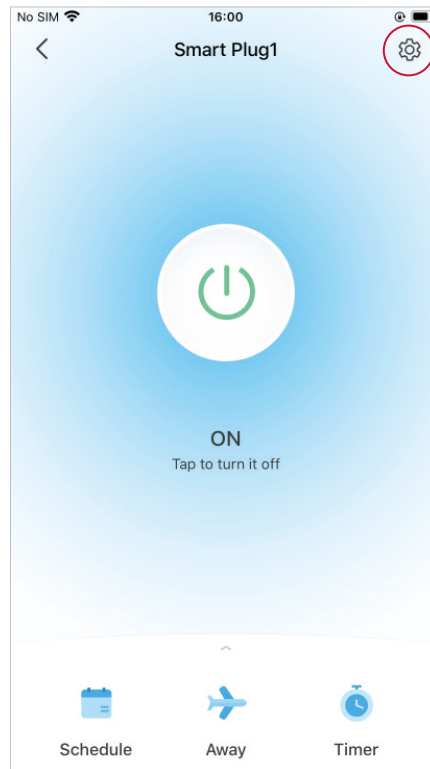 No SIM 16:00
Smart Plug1
ON
Tap to turn it off
Schedule Away Timer